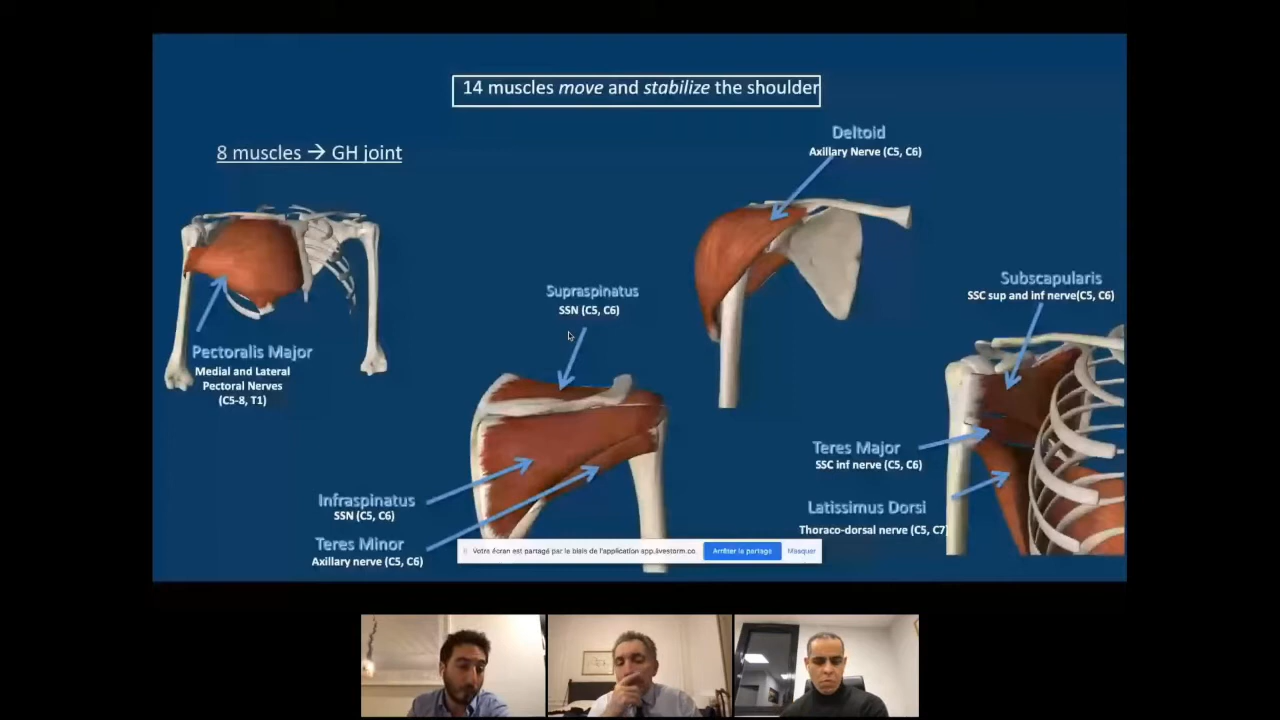 14 muscles move and stabilize the shoulder
8 muscles → GH joint
Deltoid
Axillary Nerve (C5, C6)
Supraspinatus
SSN (C5, C6)
Subscapularis
SSC sup and inf nerve(C5, C6)
Pectoralis Major
Medial and Lateral
Pectoral Nerves
(C5-8, T1)
Teres Major
SSC inf nerve (C5, C6)
Infraspinatus
SSN (C5, C6)
Latissimus Dorsi
Thoraco-dorsal nerve (C5, C7)
Teres Minor
Axillary nerve (C5, C6)
Votre écran est partagé par le biais de l'application app.livestorm.co.
Arrêter le partage
Masquer